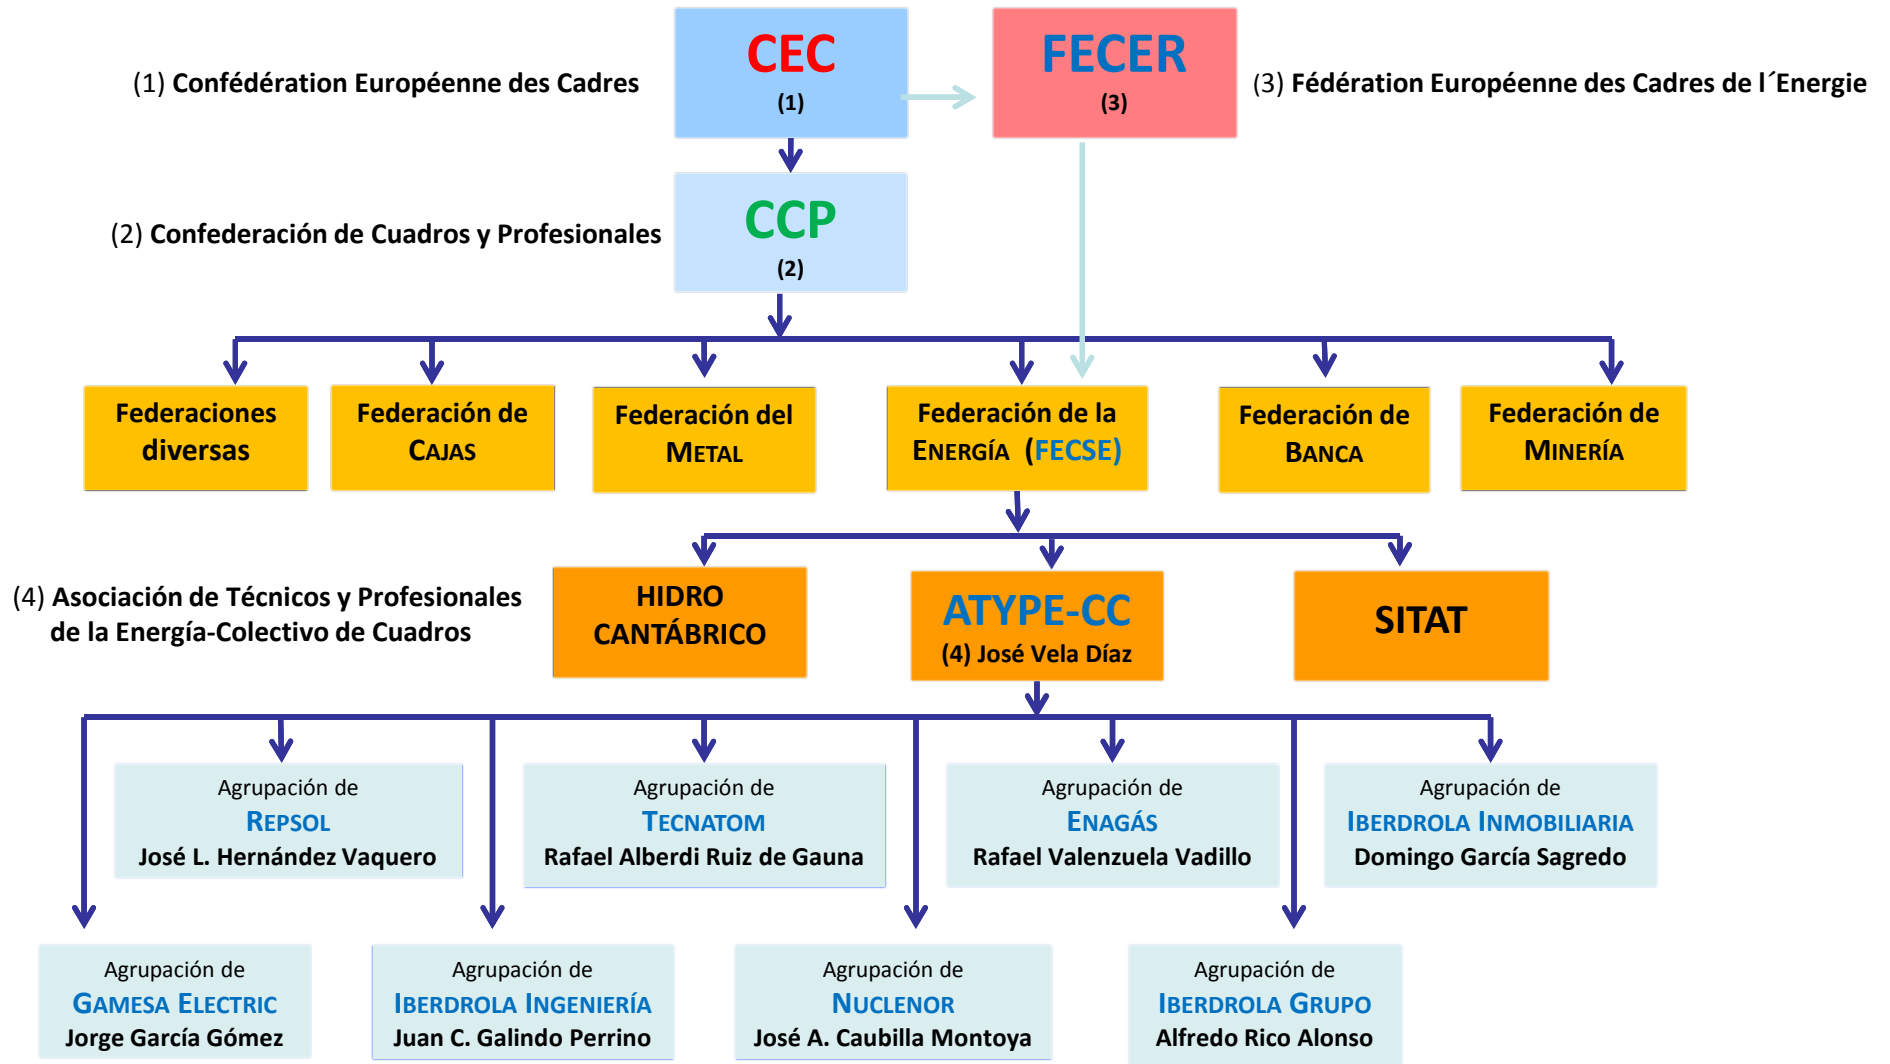 CEC
(1)
FECER
(3)
(1) Confédération Européenne des Cadres
(3) Fédération Européenne des Cadres de l´Energie
CCP
(2)
(2) Confederación de Cuadros y Profesionales
Federaciones
diversas
Federación de
CAJAS
Federación del
METAL
Federación de la
ENERGÍA (FECSE)
Federación de
BANCA
Federación de
MINERÍA
(4) Asociación de Técnicos y Profesionales
de la Energía-Colectivo de Cuadros
HIDRO
CANTÁBRICO
ATYPE-CC
(4) José Vela Díaz
SITAT
Agrupación de
REPSOL
José L. Hernández Vaquero
Agrupación de
TECNATOM
Rafael Alberdi Ruiz de Gauna
Agrupación de
ENAGÁS
Rafael Valenzuela Vadillo
Agrupación de
IBERDROLA INMOBILIARIA
Domingo García Sagredo
Agrupación de
GAMESA ELECTRIC
Jorge García Gómez
Agrupación de
IBERDROLA INGENIERÍA
Juan C. Galindo Perrino
Agrupación de
NUCLENOR
José A. Caubilla Montoya
Agrupación de
IBERDROLA GRUPO
Alfredo Rico Alonso